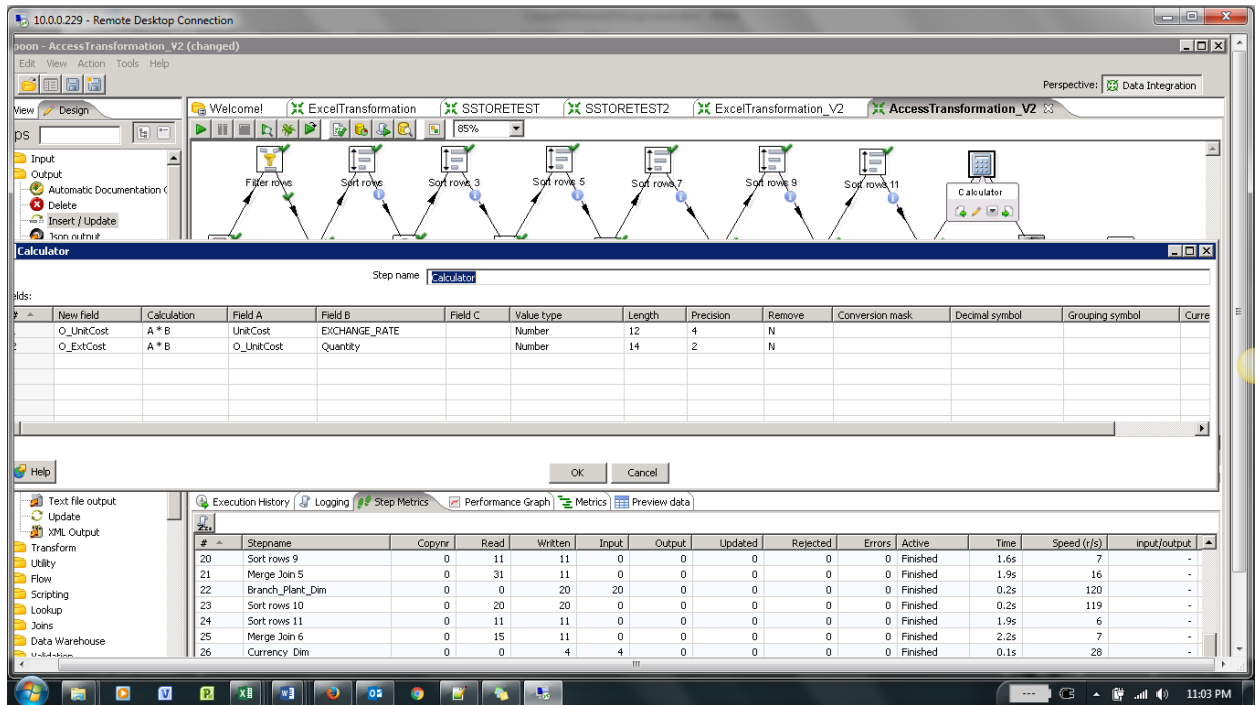 10.0.0.229 - Remote Desktop Connection
poon - AccessTransformation_V2 (changed)
Edit View Action Tools Help
Perspective: Data Integration
View Design
Welcome! ExcelTransformation SSTORETEST SSTORETEST2 ExcelTransformation_V2 AccessTransformation_V2
ps
85%
Input
Output
Automatic Documentation
Delete
Insert / Update
Json output
Filter rows Sort rows Sort rows 3 Sort rows 5 Sort rows 7 Sort rows 9 Sort rows 11 Calculator
Calculator
Step name Calculator
elds:
# New field Calculation Field A Field B Field C Value type Length Precision Remove Conversion mask Decimal symbol Grouping symbol Curre
O_UnitCost A * B UnitCost EXCHANGE_RATE Number 12 4 N
2 O_ExtCost A * B O_UnitCost Quantity Number 14 2 N
Help
OK Cancel
Text file output
Update
XML Output
Transform
Utility
Flow
Scripting
Lookup
Joins
Data Warehouse
Validation
Execution History Logging Step Metrics Performance Graph Metrics Preview data
# Stepname Copynr Read Written Input Output Updated Rejected Errors Active Time Speed (r/s) input/output
20 Sort rows 9 0 11 11 0 0 0 0 0 Finished 1.6s 7 -
21 Merge Join 5 0 31 11 0 0 0 0 0 Finished 1.9s 16 -
22 Branch_Plant_Dim 0 0 20 20 0 0 0 0 Finished 0.2s 120 -
23 Sort rows 10 0 20 20 0 0 0 0 0 Finished 0.2s 119 -
24 Sort rows 11 0 11 11 0 0 0 0 0 Finished 1.9s 6 -
25 Merge Join 6 0 15 11 0 0 0 0 0 Finished 2.2s 7 -
26 Currency_Dim 0 0 4 4 0 0 0 0 Finished 0.1s 28 -
11:03 PM